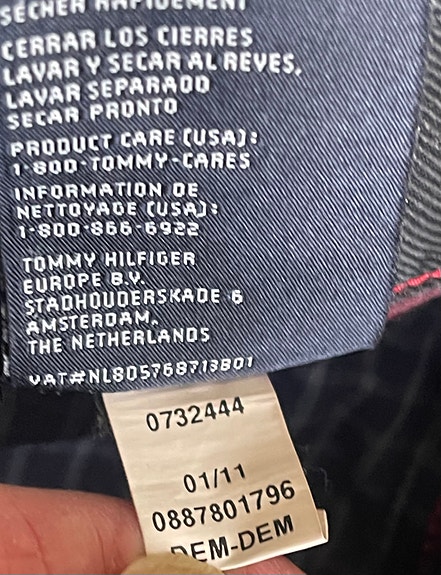 SÉCHER RAPIDEMENT
CERRAR LOS CIERRES
LAVAR Y SECAR AL REVES,
LAVAR SEPARADO
SECAR PRONTO
PRODUCT CARE (USA):
1-800-TOMMY-CARES
INFORMATION DE
NETTOYAGE (USA):
1-800-866-6922
TOMMY HILFIGER
EUROPE B.V.
STADHOUDERSKADE 6
AMSTERDAM,
THE NETHERLANDS
VAT#NL805768713B01
0732444
01/11
0887801796
DEM-DEM